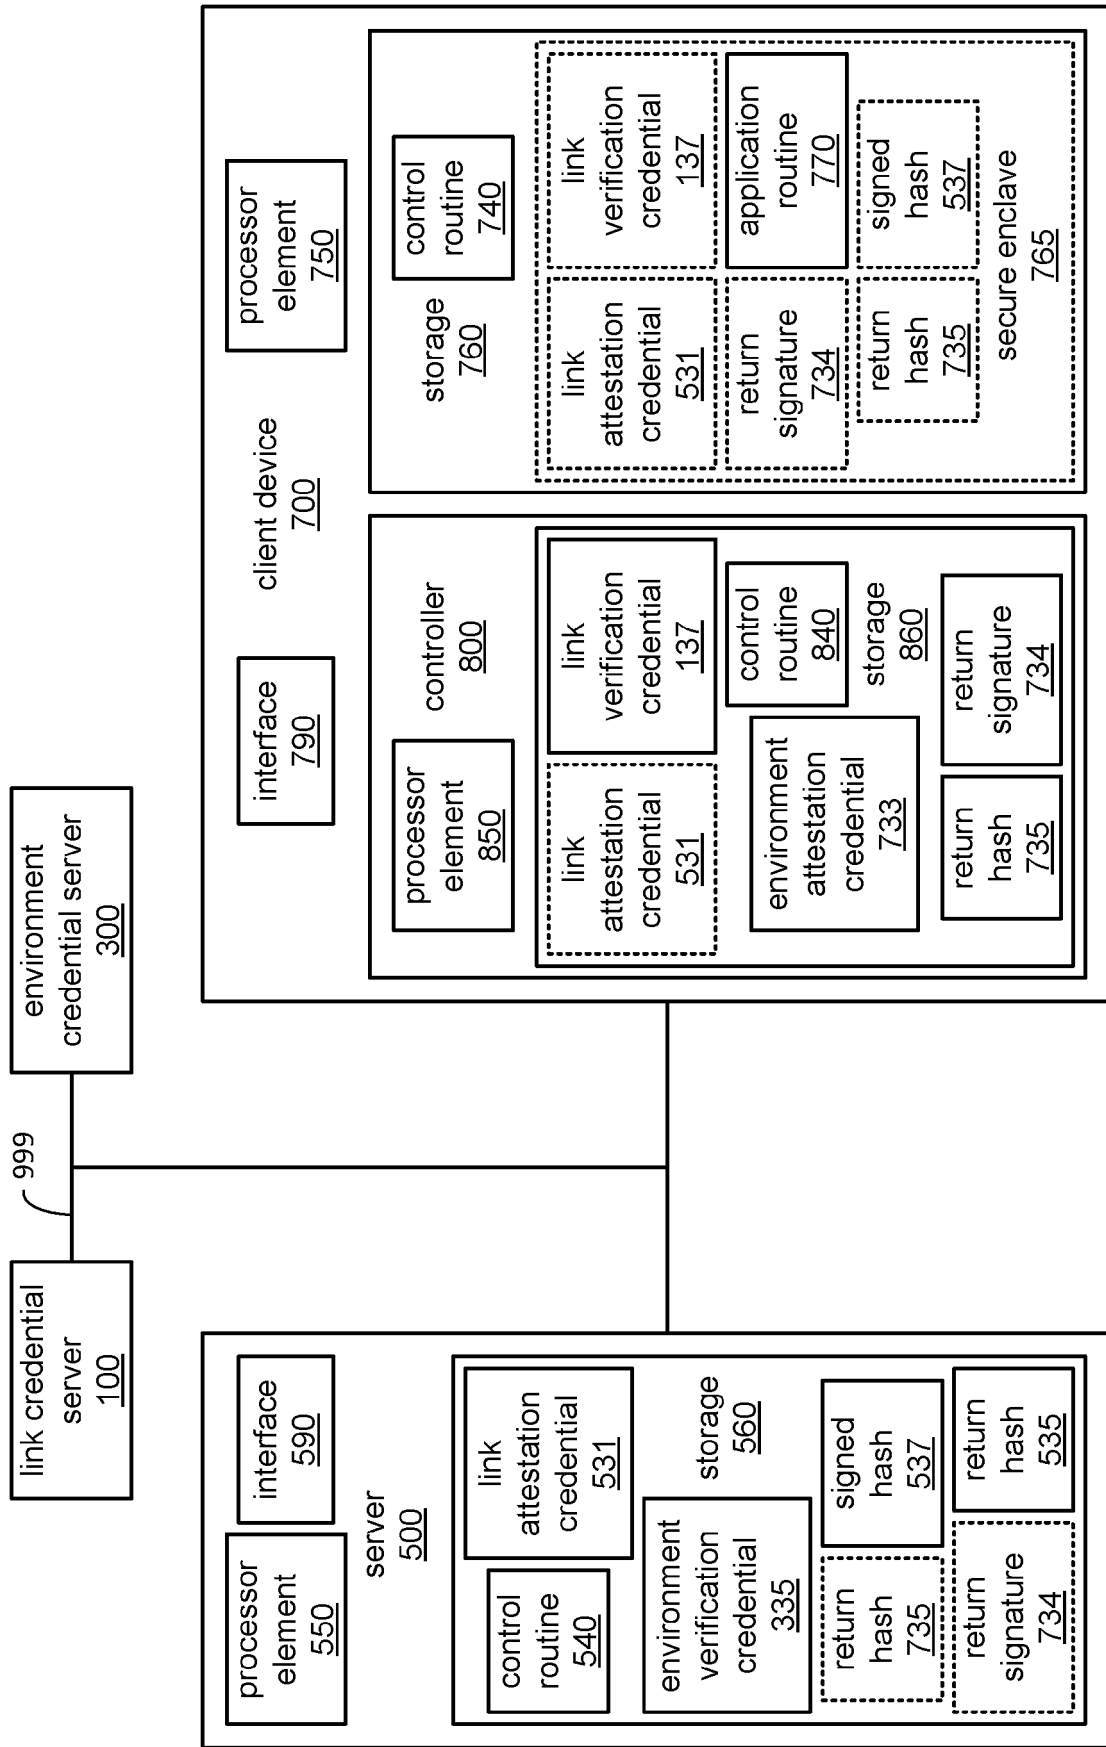 link credential
server
100
999
environment
credential server
300
processor
element
550
interface
590
server
500
control
routine
540
link
attestation
credential
531
environment
verification
credential
335
storage
560
return
hash
735
signed
hash
537
return
signature
734
return
hash
535
interface
790
client device
700
processor
element
750
processor
element
850
controller
800
link
attestation
credential
531
link
verification
credential
137
environment
attestation
credential
733
control
routine
840
storage
860
return
hash
735
return
signature
734
storage
760
control
routine
740
link
attestation
credential
531
link
verification
credential
137
return
signature
734
application
routine
770
return
hash
735
signed
hash
537
secure enclave
765